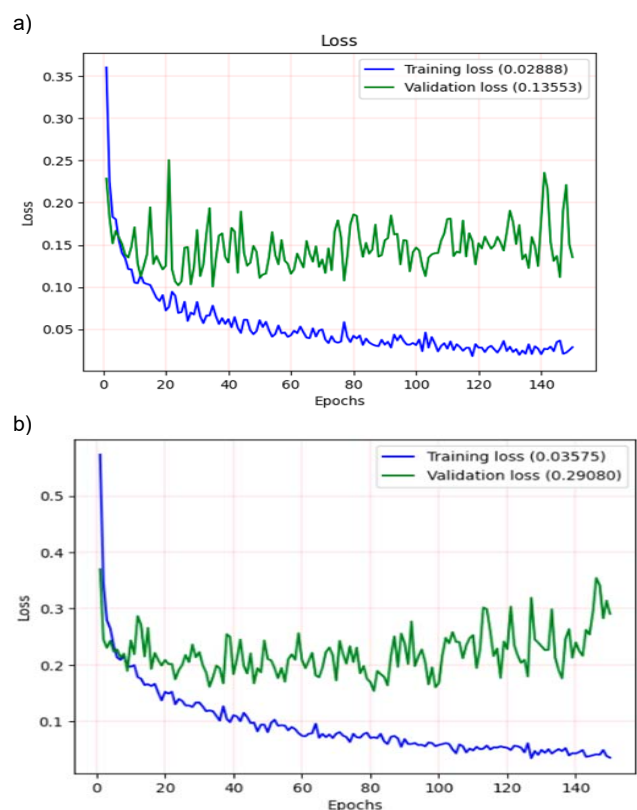 a)
Loss
Training loss (0.02888)
Validation loss (0.13553)
0.35
0.30
0.25
0.20
0.15
0.10
0.05
Loss
0 20 40 60 80 100 120 140
Epochs
b)
Training loss (0.03575)
Validation loss (0.29080)
0.5
0.4
0.3
0.2
0.1
Loss
0 20 40 60 80 100 120 140
Epochs